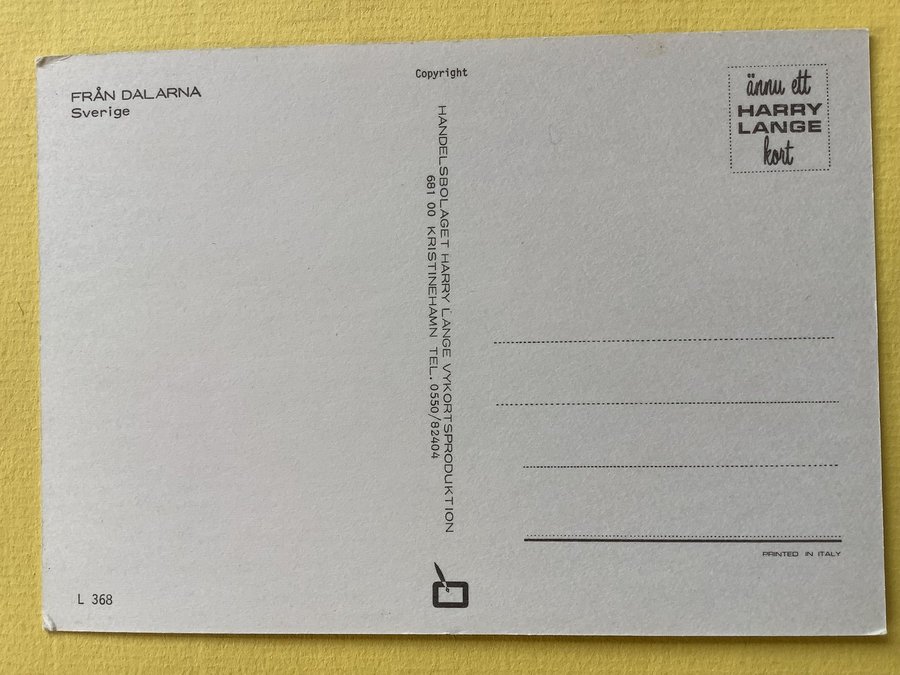 FRÅN DALARNA
Sverige
Copyright
HANDELSBOLAGET HARRY LANGE VYKORTSPRODUKTION
681 00 KRISTINEHAMN TEL. 0550/82404
ännu ett
HARRY
LANGE
kort
PRINTED IN ITALY
L 368